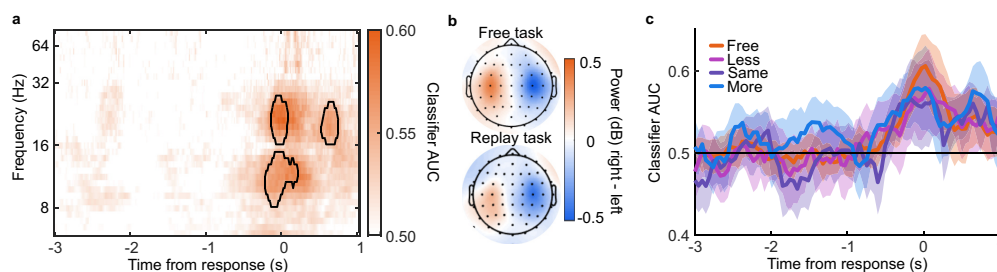 a
Frequency (Hz)
64
32
16
8
-3
-2
-1
0
1
Time from response (s)
0.60
0.55
0.50
Classifier AUC
b
Free task
Replay task
0.5
0
-0.5
Power (dB) right - left
c
Free
Less
Same
More
Classifier AUC
0.6
0.5
0.4
-3
-2
-1
0
Time from response (s)